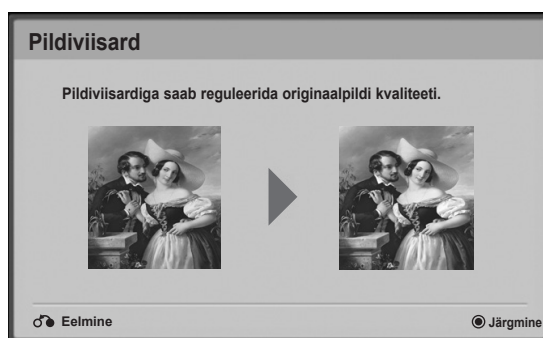 Pildiviisard
Pildiviisardiga saab reguleerida originaalpildi kvaliteeti.
Eelmine
Järgmine